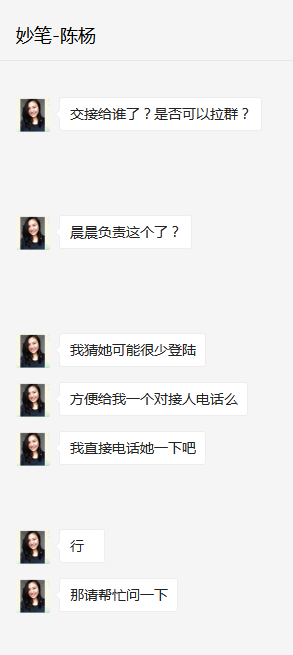 妙笔-陈杨
交接给谁了？是否可以拉群？
晨晨负责这个了？
我猜她可能很少登陆
方便给我一个对接人电话么
我直接电话她一下吧
行
那请帮忙问一下